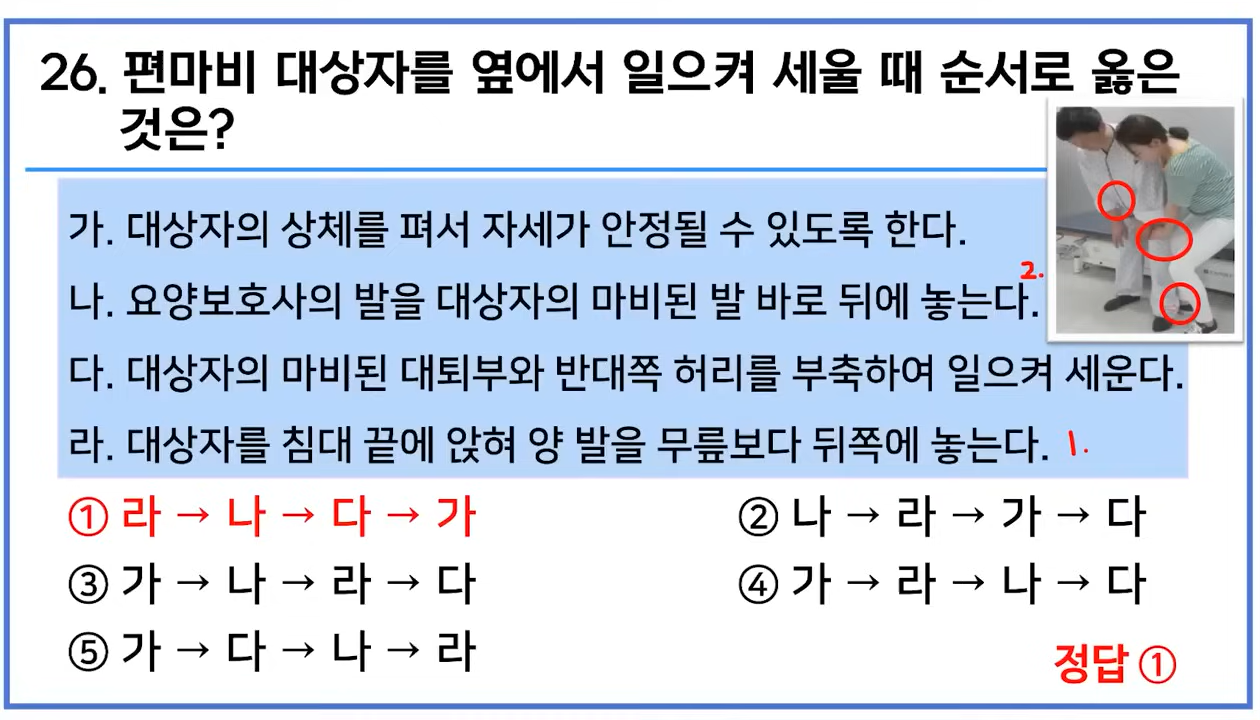 26. 편마비 대상자를 옆에서 일으켜 세울 때 순서로 옳은
것은?
가. 대상자의 상체를 펴서 자세가 안정될 수 있도록 한다.
나. 요양보호사의 발을 대상자의 마비된 발 바로 뒤에 놓는다. 2.
다. 대상자의 마비된 대퇴부와 반대쪽 허리를 부축하여 일으켜 세운다.
라. 대상자를 침대 끝에 앉혀 양 발을 무릎보다 뒤쪽에 놓는다. 1.
① 라 → 나 → 다 → 가
② 나 → 라 → 가 → 다
③ 가 → 나 → 라 → 다
④ 가 → 라 → 나 → 다
⑤ 가 → 다 → 나 → 라
정답 ①